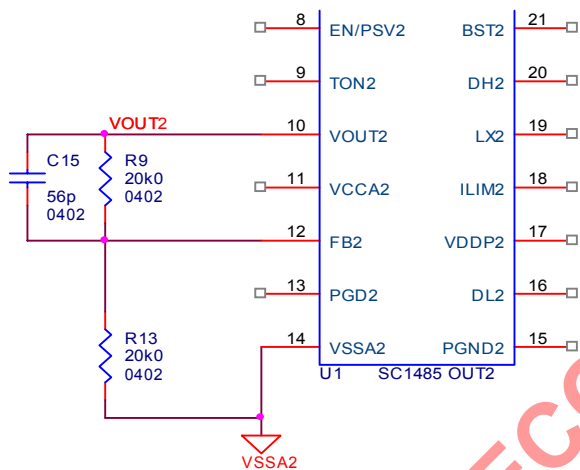 8 EN/PSV2 BST2 21
9 TON2 DH2 20
VOUT2
10 VOUT2 LX2 19
C15
56p
0402
R9
20k0
0402
11 VCCA2 ILIM2 18
12 FB2 VDDP2 17
13 PGD2 DL2 16
R13
20k0
0402
14 VSSA2 PGND2 15
U1 SC1485 OUT2
VSSA2